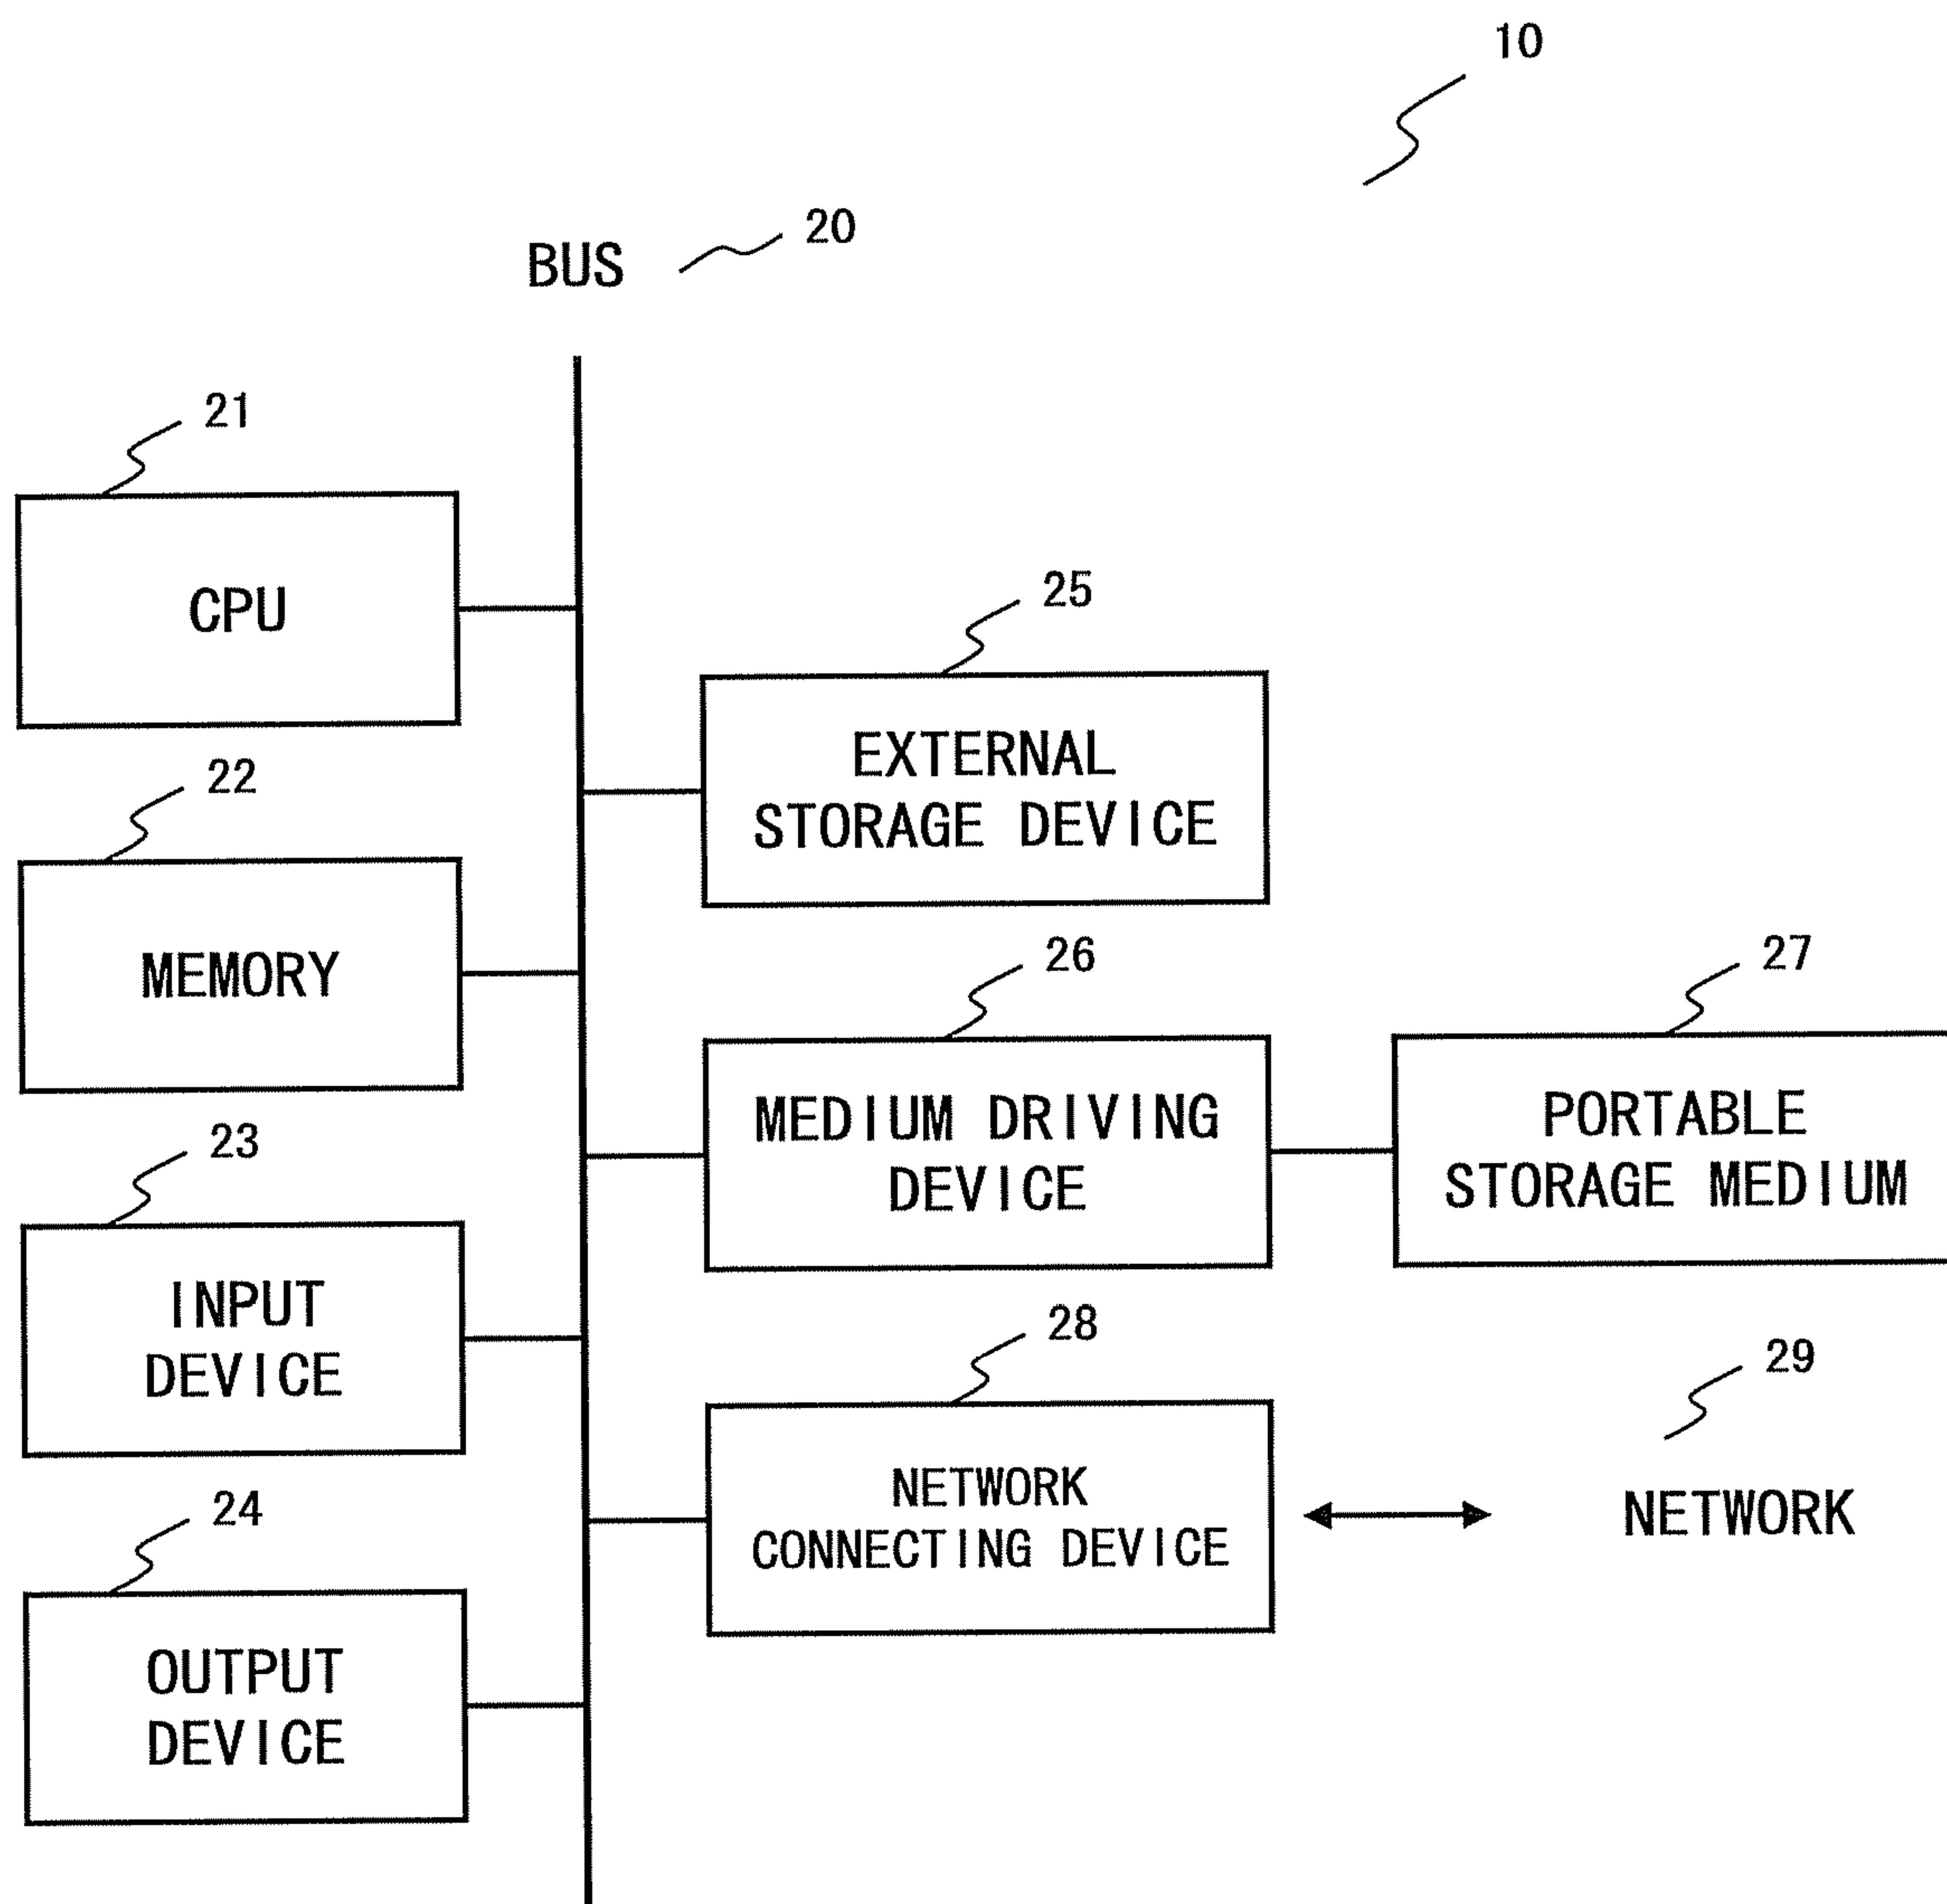 10
BUS
20
21
CPU
25
EXTERNAL
STORAGE DEVICE
22
MEMORY
26
MEDIUM DRIVING
DEVICE
27
PORTABLE
STORAGE MEDIUM
23
INPUT
DEVICE
28
NETWORK
CONNECTING DEVICE
29
NETWORK
24
OUTPUT
DEVICE